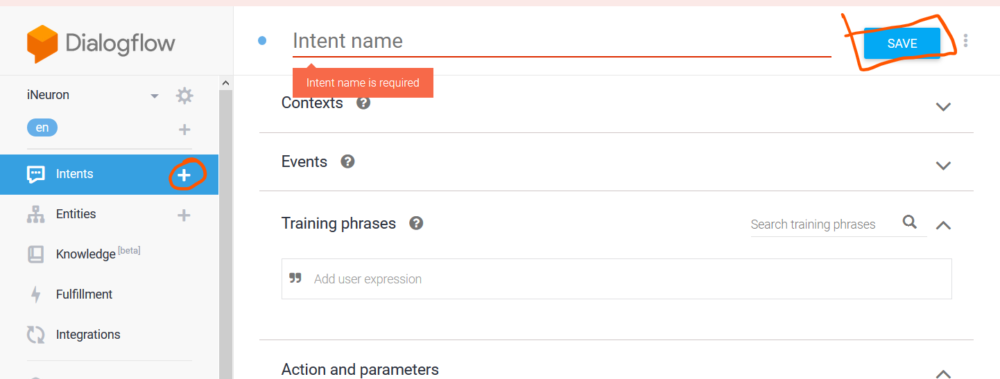 Dialogflow
Intent name
SAVE
Intent name is required
iNeuron
en
Intents
Entities
Knowledge [beta]
Fulfillment
Integrations
Contexts
Events
Training phrases
Search training phrases
Add user expression
Action and parameters